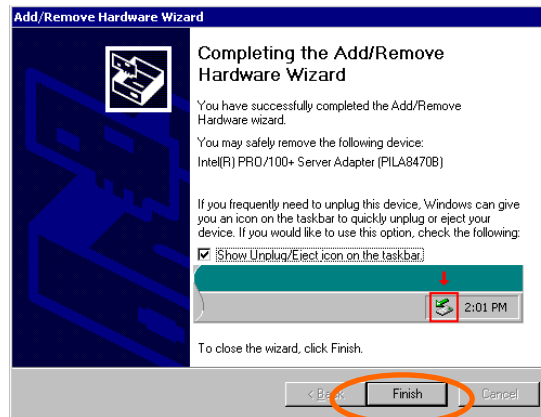 Add/Remove Hardware Wizard
Completing the Add/Remove
Hardware Wizard
You have successfully completed the Add/Remove
Hardware wizard.
You may safely remove the following device:
Intel(R) PRO/100+ Server Adapter (PILA8470B)
If you frequently need to unplug this device, Windows can give
you an icon on the taskbar to quickly unplug or eject your
device. If you would like to use this option, check the following:
Show Unplug/Eject icon on the taskbar.
2:01 PM
To close the wizard, click Finish.
< Back Finish Cancel